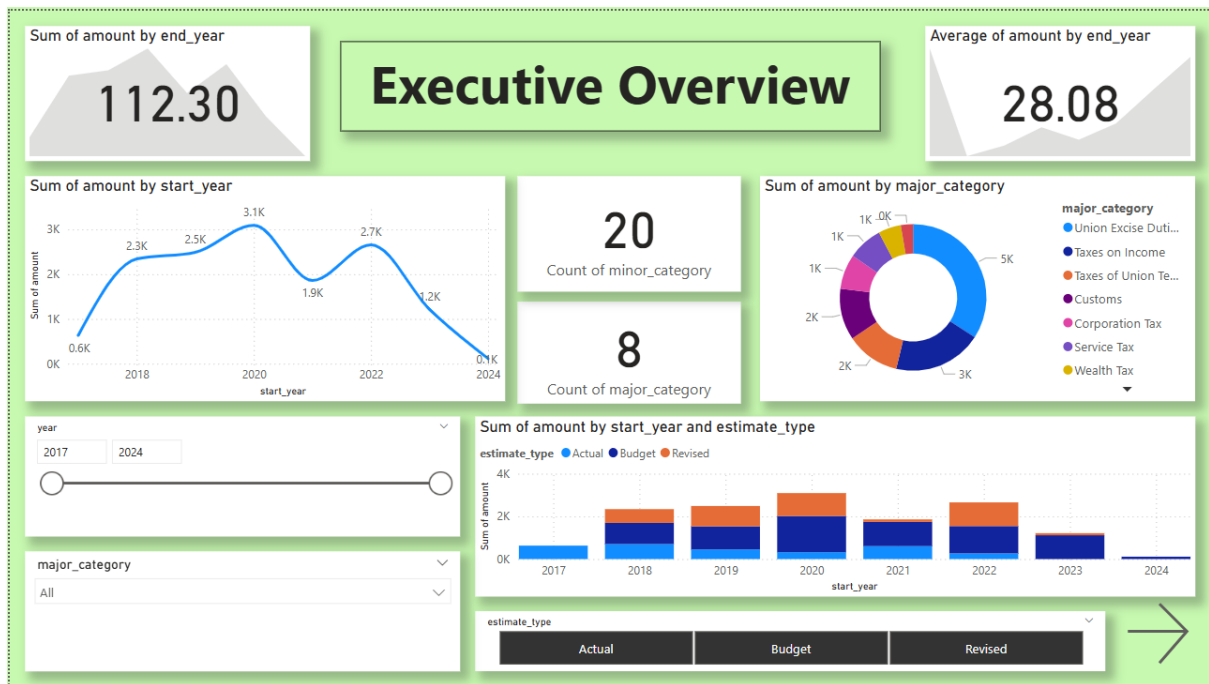 Sum of amount by end_year
112.30
Executive Overview
Average of amount by end_year
28.08
Sum of amount by start_year
Sum of amount
3K
2K
1K
0K
0.6K
2.3K
2.5K
3.1K
1.9K
2.7K
1.2K
0.1K
2018
2020
2022
2024
start_year
20
Count of minor_category
8
Count of major_category
Sum of amount by major_category
5K
3K
2K
2K
1K
1K
1K
0K
major_category
Union Excise Duti...
Taxes on Income
Taxes of Union Te...
Customs
Corporation Tax
Service Tax
Wealth Tax
year
2017
2024
major_category
All
Sum of amount by start_year and estimate_type
estimate_type Actual Budget Revised
Sum of amount
4K
2K
0K
2017 2018 2019 2020 2021 2022 2023 2024
start_year
estimate_type
Actual Budget Revised